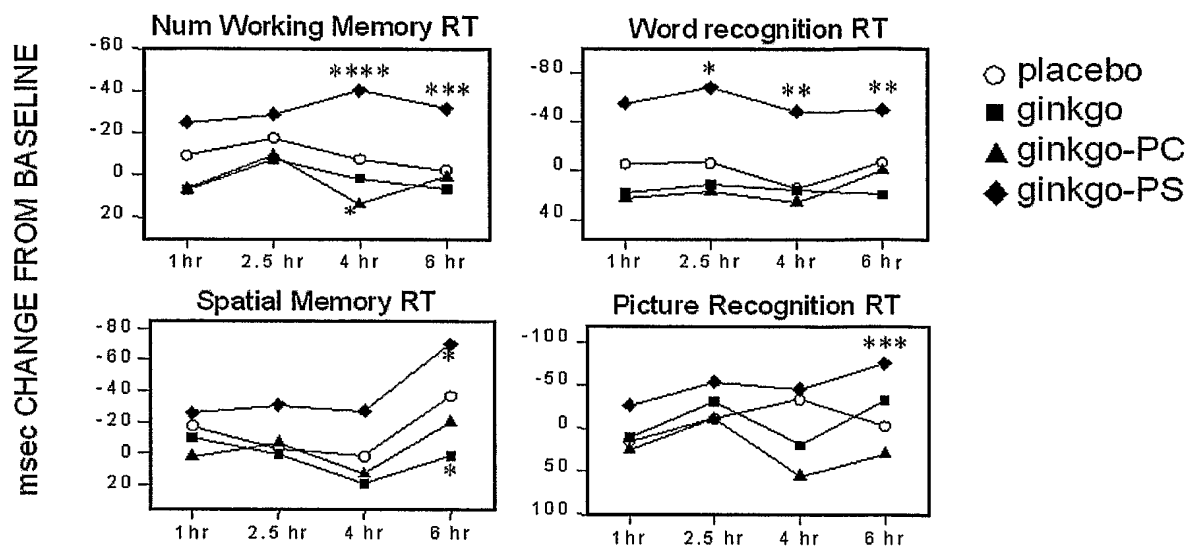 msec CHANGE FROM BASELINE
Num Working Memory RT
-60
-40
-20
0
20
****
***
*
1 hr 2.5 hr 4 hr 6 hr
Word recognition RT
-80
-40
0
40
*
**
**
1 hr 2.5 hr 4 hr 6 hr
placebo
ginkgo
ginkgo-PC
ginkgo-PS
Spatial Memory RT
-80
-60
-40
-20
0
20
*
*
1 hr 2.5 hr 4 hr 6 hr
Picture Recognition RT
-100
-50
0
50
100
***
1 hr 2.5 hr 4 hr 6 hr